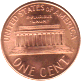 UNITED STATES OF AMERICA
ONE CENT